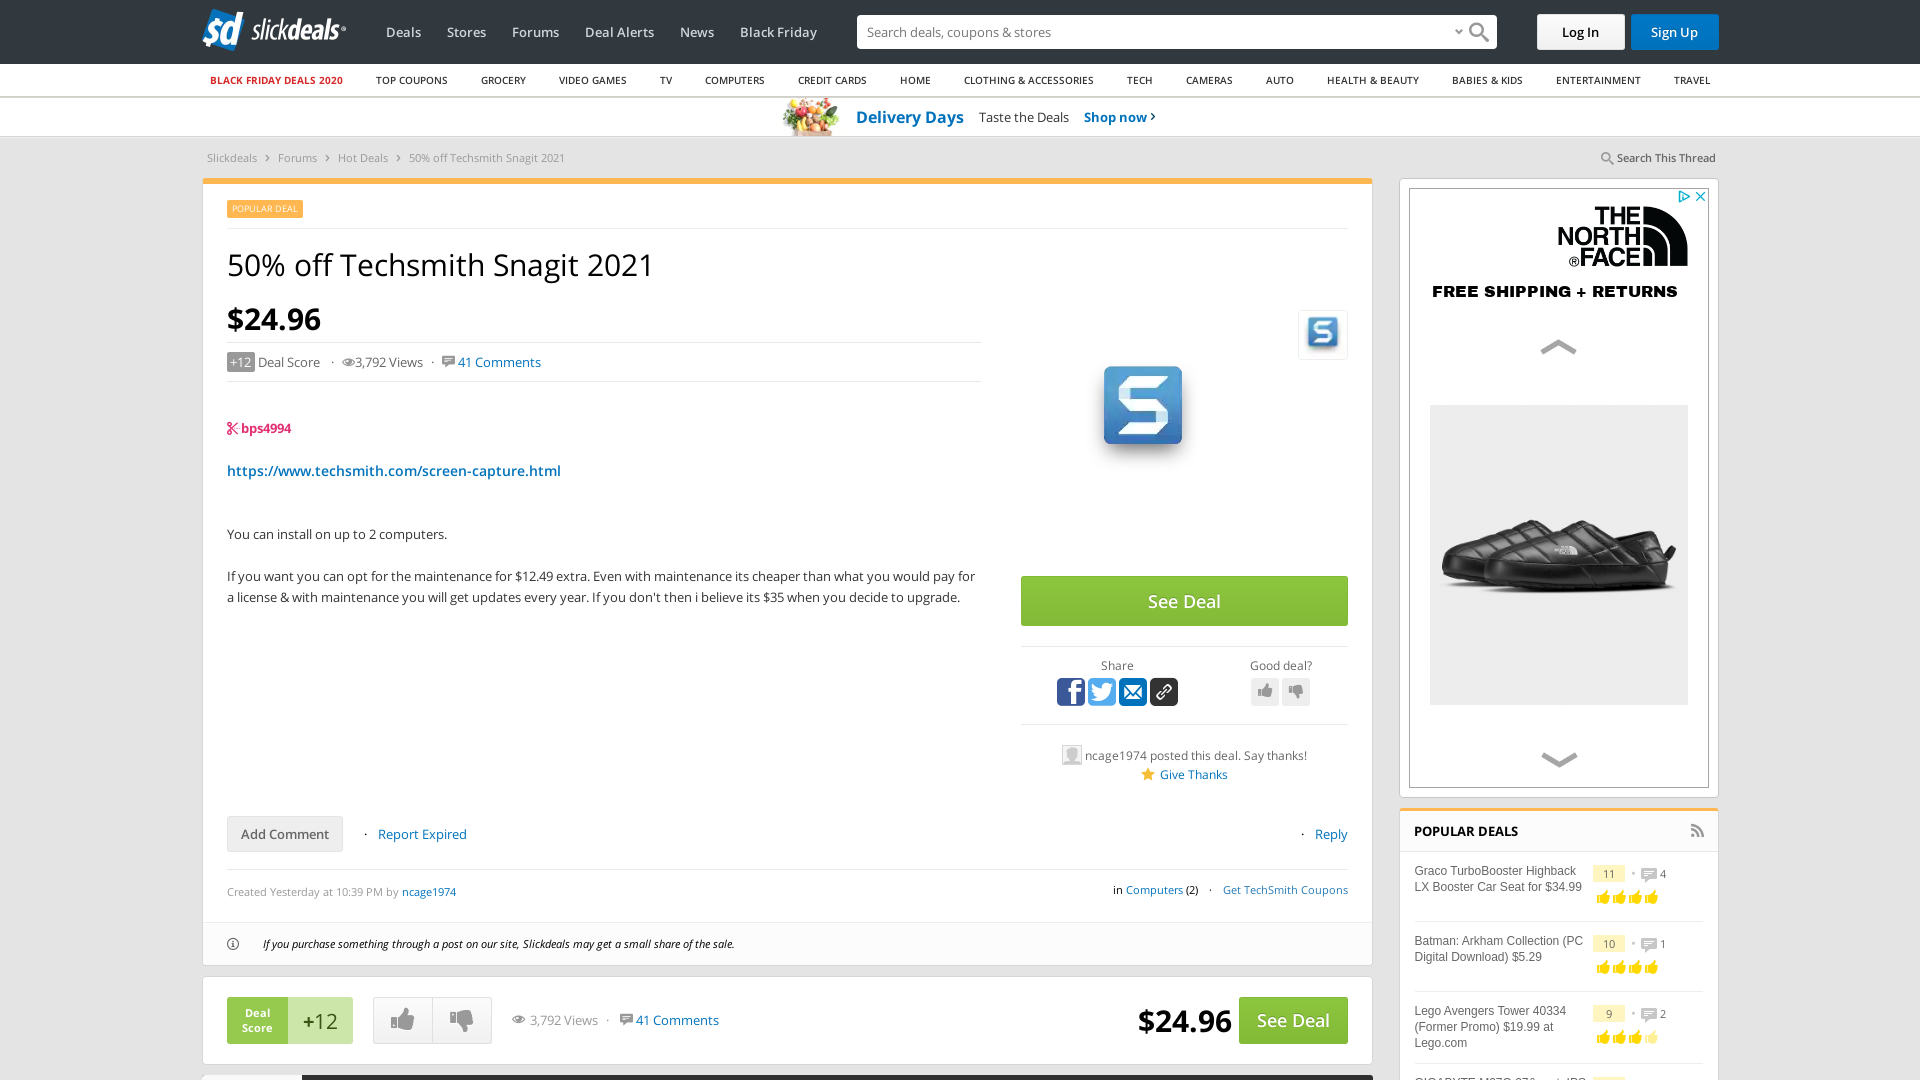 sd slickdeals
Deals Stores Forums Deal Alerts News Black Friday
Search deals, coupons & stores
Log In Sign Up
BLACK FRIDAY DEALS 2020 TOP COUPONS GROCERY VIDEO GAMES TV COMPUTERS CREDIT CARDS HOME CLOTHING & ACCESSORIES TECH CAMERAS AUTO HEALTH & BEAUTY BABIES & KIDS ENTERTAINMENT TRAVEL
Delivery Days Taste the Deals Shop now
Slickdeals › Forums › Hot Deals › 50% off Techsmith Snagit 2021
Search This Thread
POPULAR DEAL
50% off Techsmith Snagit 2021
$24.96
+12 Deal Score · 3,792 Views · 41 Comments
bps4994
https://www.techsmith.com/screen-capture.html
You can install on up to 2 computers.
If you want you can opt for the maintenance for $12.49 extra. Even with maintenance its cheaper than what you would pay for
a license & with maintenance you will get updates every year. If you don't then i believe its $35 when you decide to upgrade.
See Deal
Share
Good deal?
ncage1974 posted this deal. Say thanks!
Give Thanks
Add Comment · Report Expired
· Reply
Created Yesterday at 10:39 PM by ncage1974
in Computers (2) · Get TechSmith Coupons
If you purchase something through a post on our site, Slickdeals may get a small share of the sale.
Deal
Score
+12
3,792 Views · 41 Comments
$24.96
See Deal
THE
NORTH
®FACE
FREE SHIPPING + RETURNS
POPULAR DEALS
Graco TurboBooster Highback
LX Booster Car Seat for $34.99
11 • 4
Batman: Arkham Collection (PC
Digital Download) $5.29
10 • 1
Lego Avengers Tower 40334
(Former Promo) $19.99 at
Lego.com
9 • 2